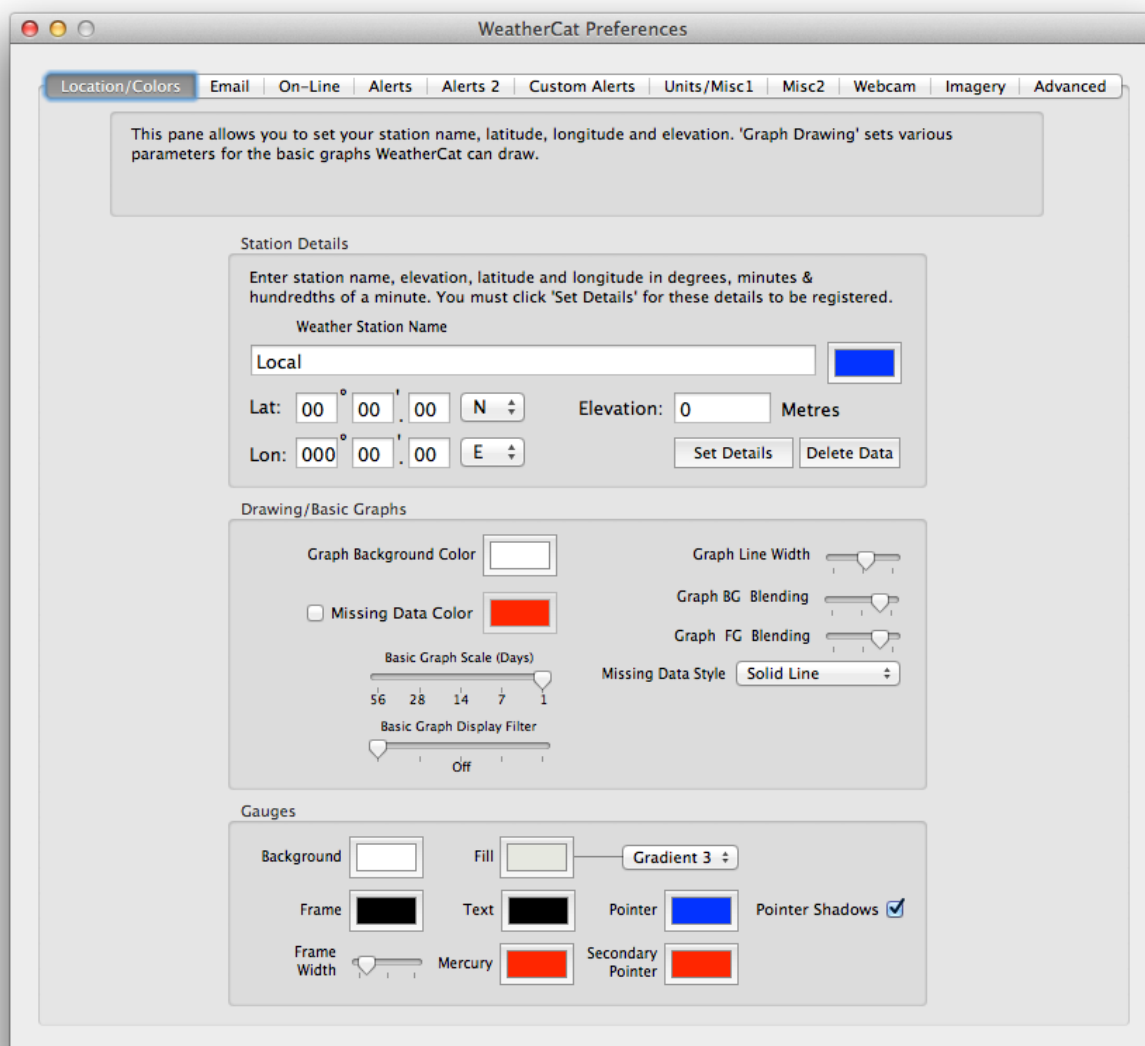 WeatherCat Preferences
Location/Colors Email On-Line Alerts Alerts 2 Custom Alerts Units/Misc1 Misc2 Webcam Imagery Advanced
This pane allows you to set your station name, latitude, longitude and elevation. 'Graph Drawing' sets various
parameters for the basic graphs WeatherCat can draw.
Station Details
Enter station name, elevation, latitude and longitude in degrees, minutes &
hundredths of a minute. You must click 'Set Details' for these details to be registered.
Weather Station Name
Local
Lat: 00 ° 00 '. 00 N Elevation: 0 Metres
Lon: 000 ° 00 '. 00 E Set Details Delete Data
Drawing/Basic Graphs
Graph Background Color Graph Line Width
Graph BG Blending
Missing Data Color
Graph FG Blending
Basic Graph Scale (Days)
Missing Data Style Solid Line
56 28 14 7 1
Basic Graph Display Filter
Off
Gauges
Background Fill Gradient 3
Frame Text Pointer Pointer Shadows
Frame Width Mercury Secondary Pointer